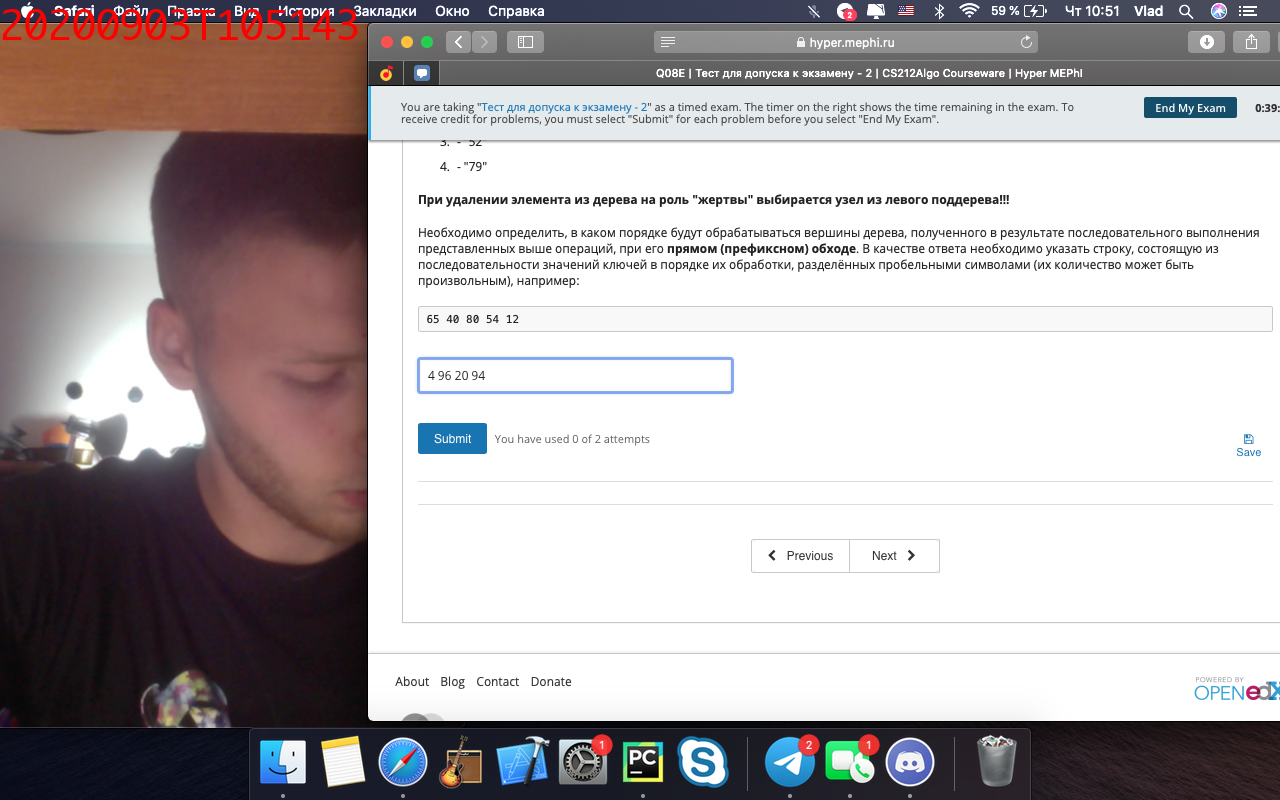 20200903T105143
Safari Файл Правка Вид История Закладки Окно Справка
2 59 % Чт 10:51 Vlad
hyper.mephi.ru
Q08E | Тест для допуска к экзамену - 2 | CS212Algo Courseware | Hyper MEPhI
You are taking "Тест для допуска к экзамену - 2" as a timed exam. The timer on the right shows the time remaining in the exam. To
receive credit for problems, you must select "Submit" for each problem before you select "End My Exam".
End My Exam
0:39:
3. - "52"
4. - "79"
При удалении элемента из дерева на роль "жертвы" выбирается узел из левого поддерева!!!
Необходимо определить, в каком порядке будут обрабатываться вершины дерева, полученного в результате последовательного выполнения
представленных выше операций, при его прямом (префиксном) обходе. В качестве ответа необходимо указать строку, состоящую из
последовательности значений ключей в порядке их обработки, разделённых пробельными символами (их количество может быть
произвольным), например:
65 40 80 54 12
4 96 20 94
Submit
You have used 0 of 2 attempts
Save
Previous
Next
About Blog Contact Donate
POWERED BY
OPEN edX
1
PC
2
1